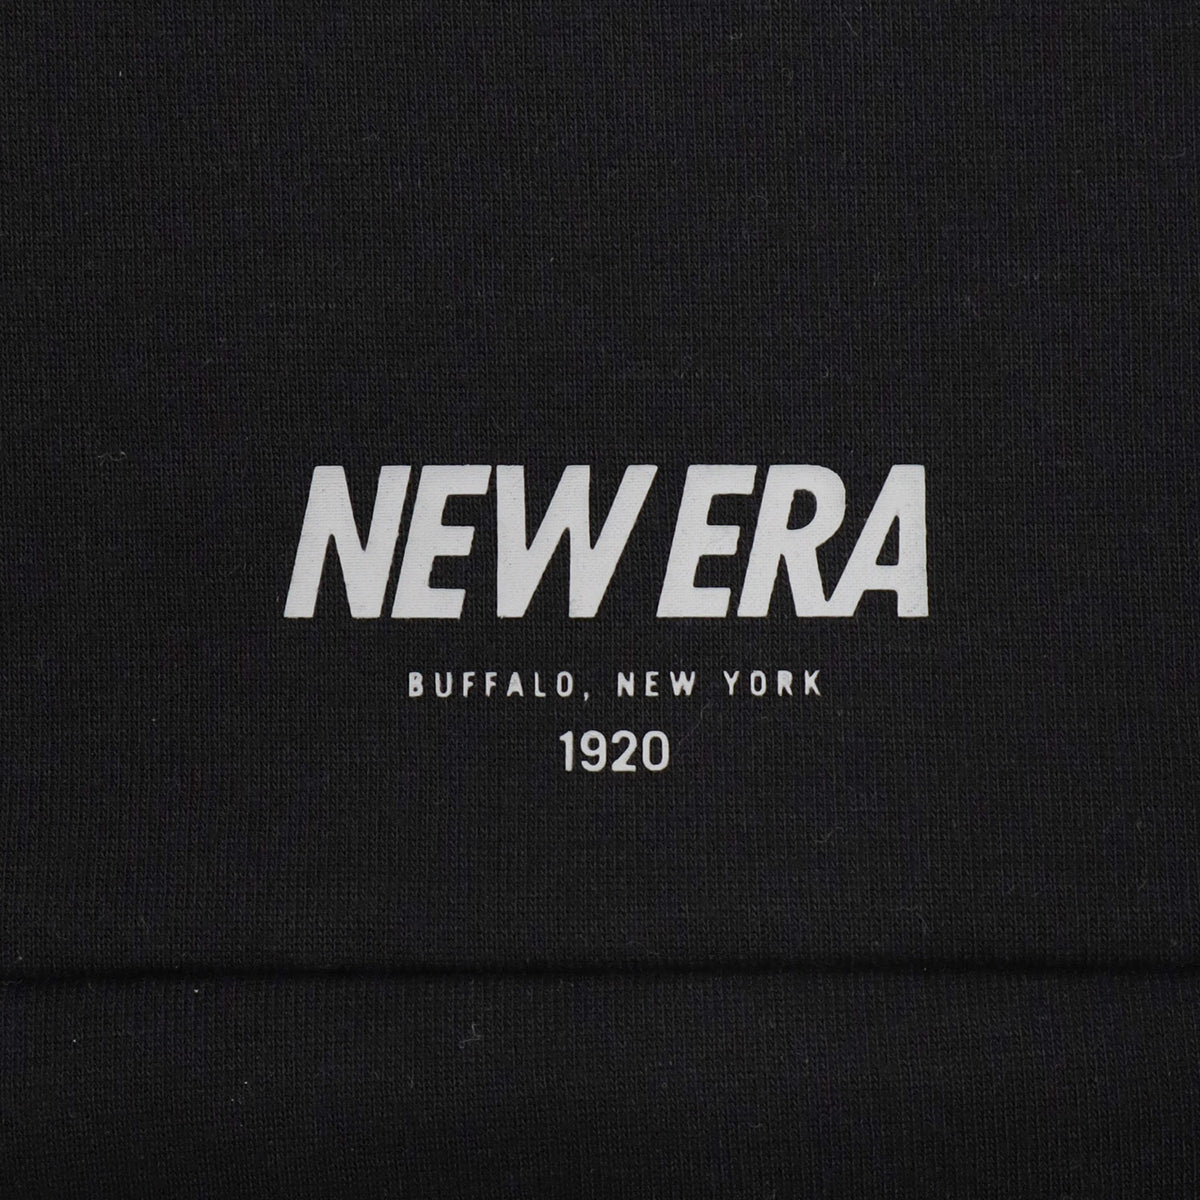 NEW ERA
BUFFALO, NEW YORK
1920